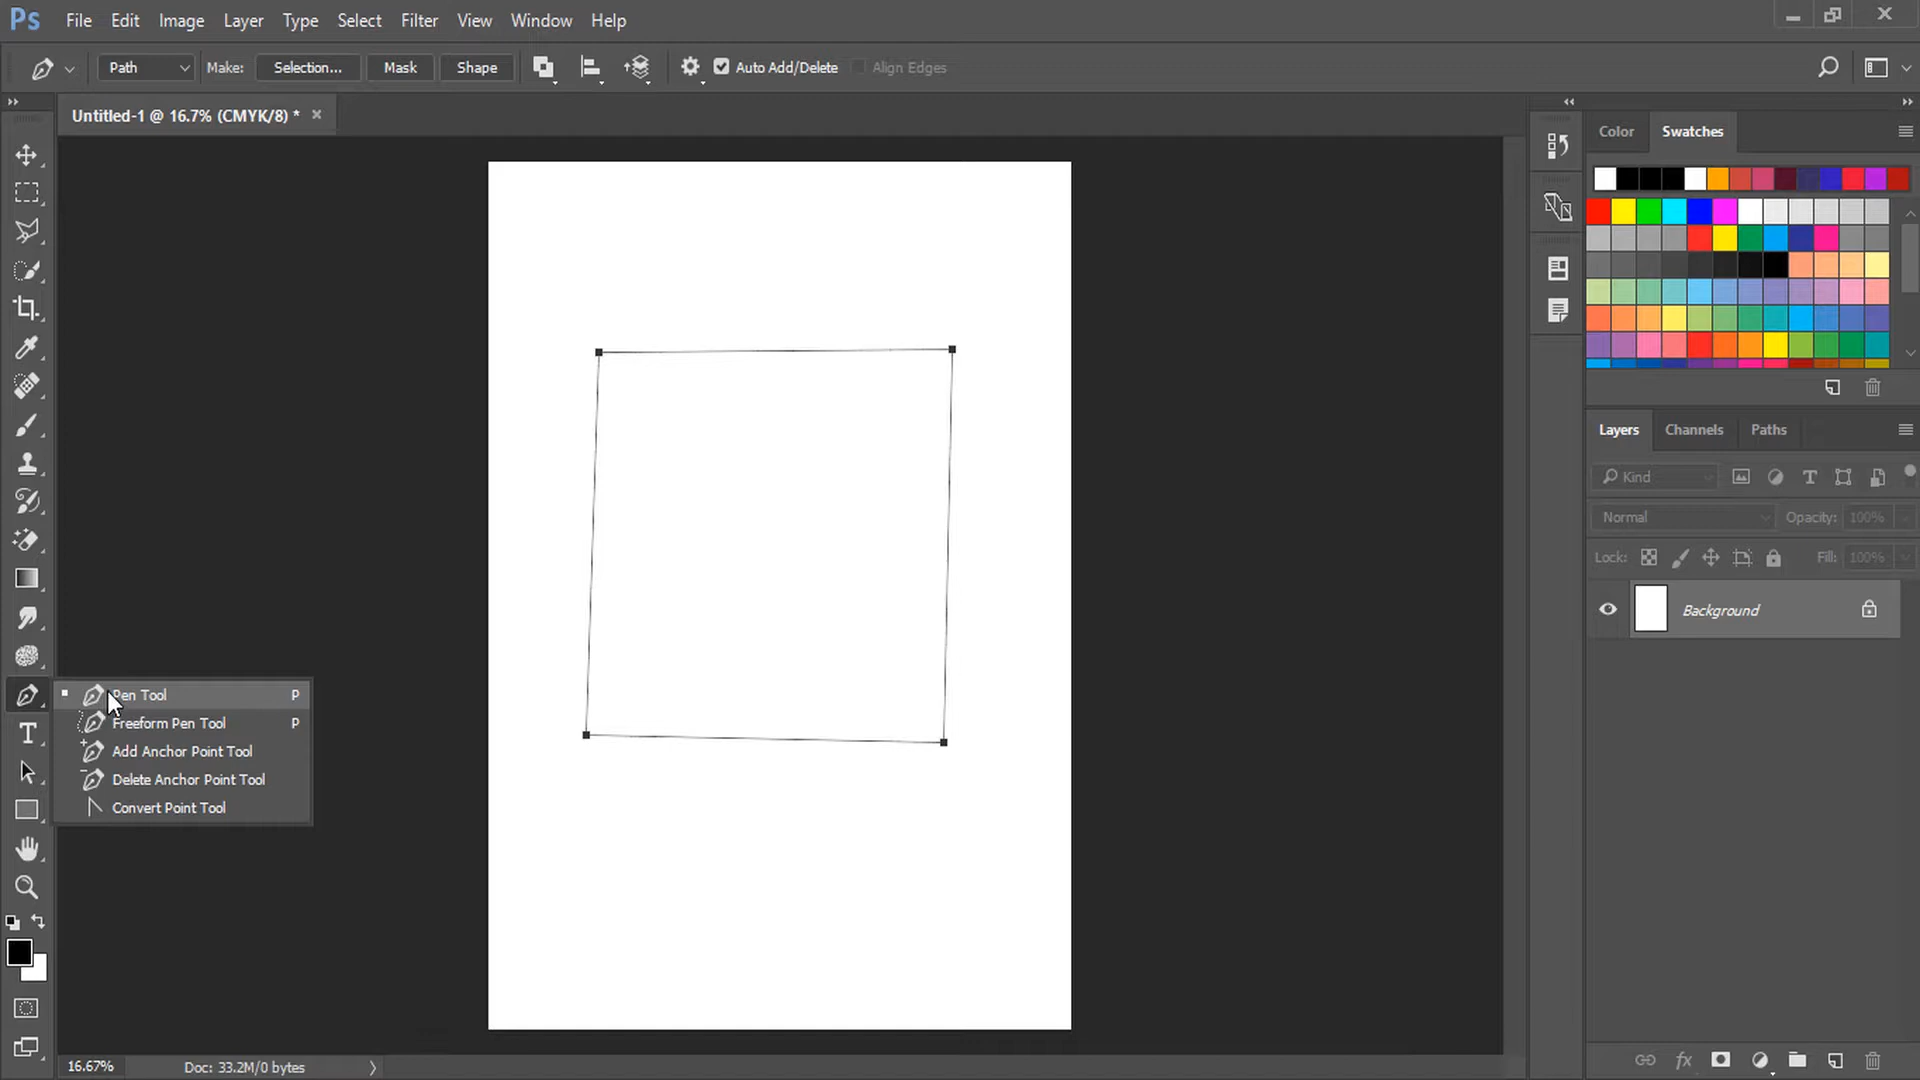 Ps File Edit Image Layer Type Select Filter View Window Help
Path Make: Selection... Mask Shape Auto Add/Delete Align Edges
Untitled-1 @ 16.7% (CMYK/8) *
Color Swatches
Layers Channels Paths
Kind
Normal Opacity: 100%
Lock: Fill: 100%
Background
Pen Tool P
Freeform Pen Tool P
Add Anchor Point Tool
Delete Anchor Point Tool
Convert Point Tool
16.67% Doc: 33.2M/0 bytes
fx